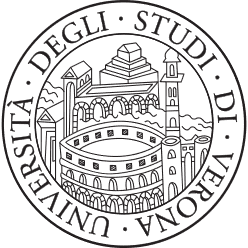 · UNIVERSITÀ · DEGLI · STUDI · DI · VERONA